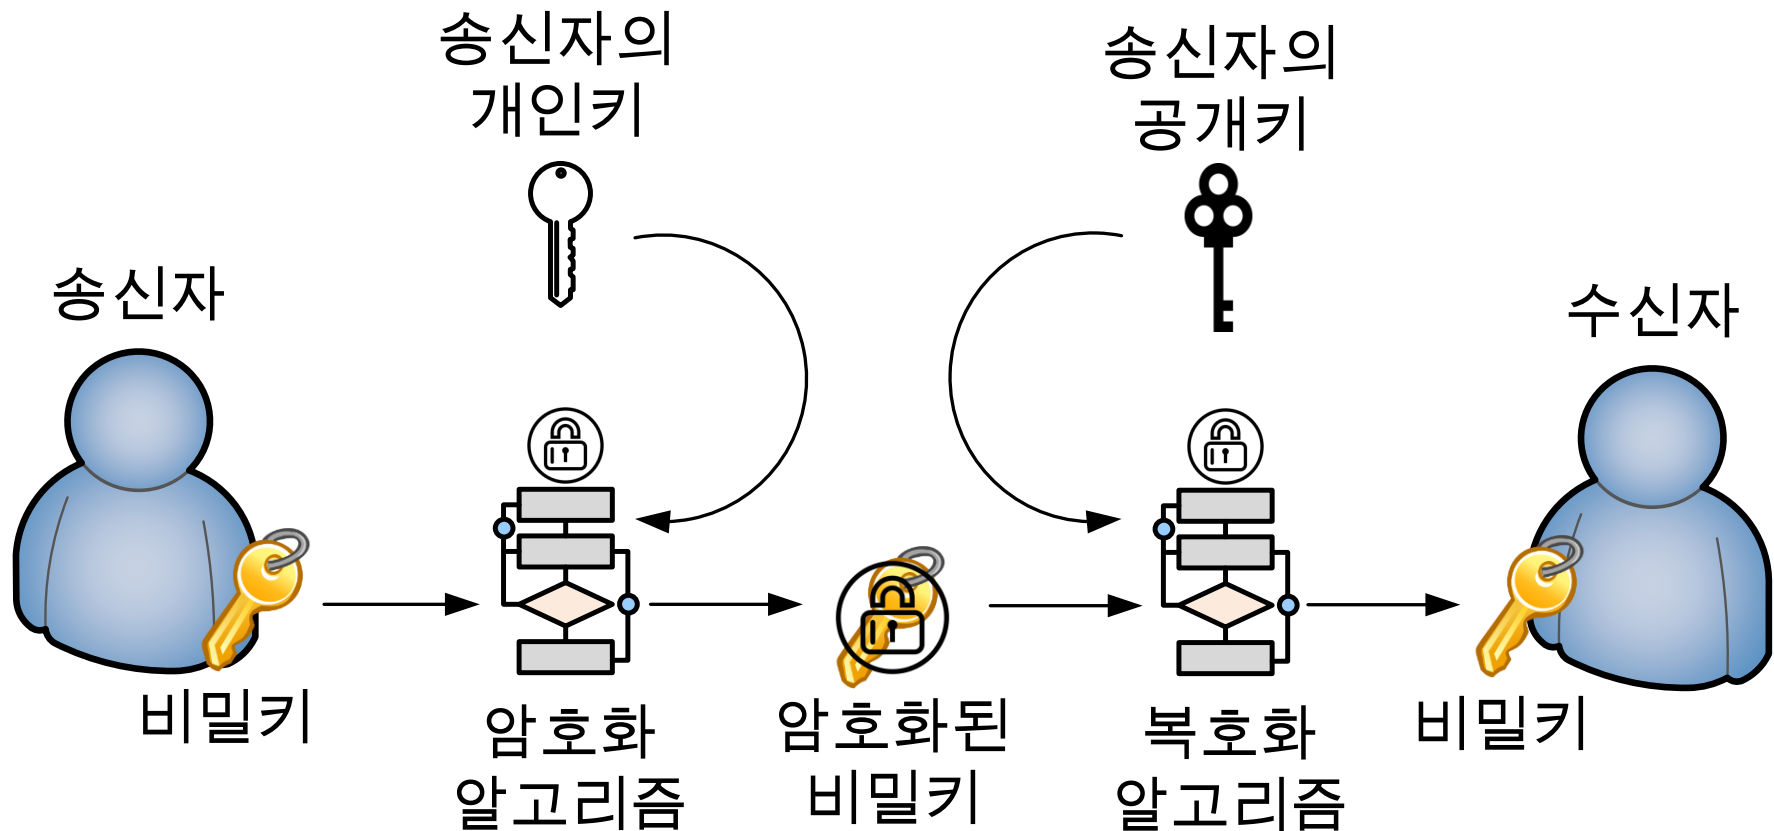 송신자의
개인키
송신자의
공개키
송신자
수신자
비밀키
암호화
알고리즘
암호화된
비밀키
복호화
알고리즘
비밀키